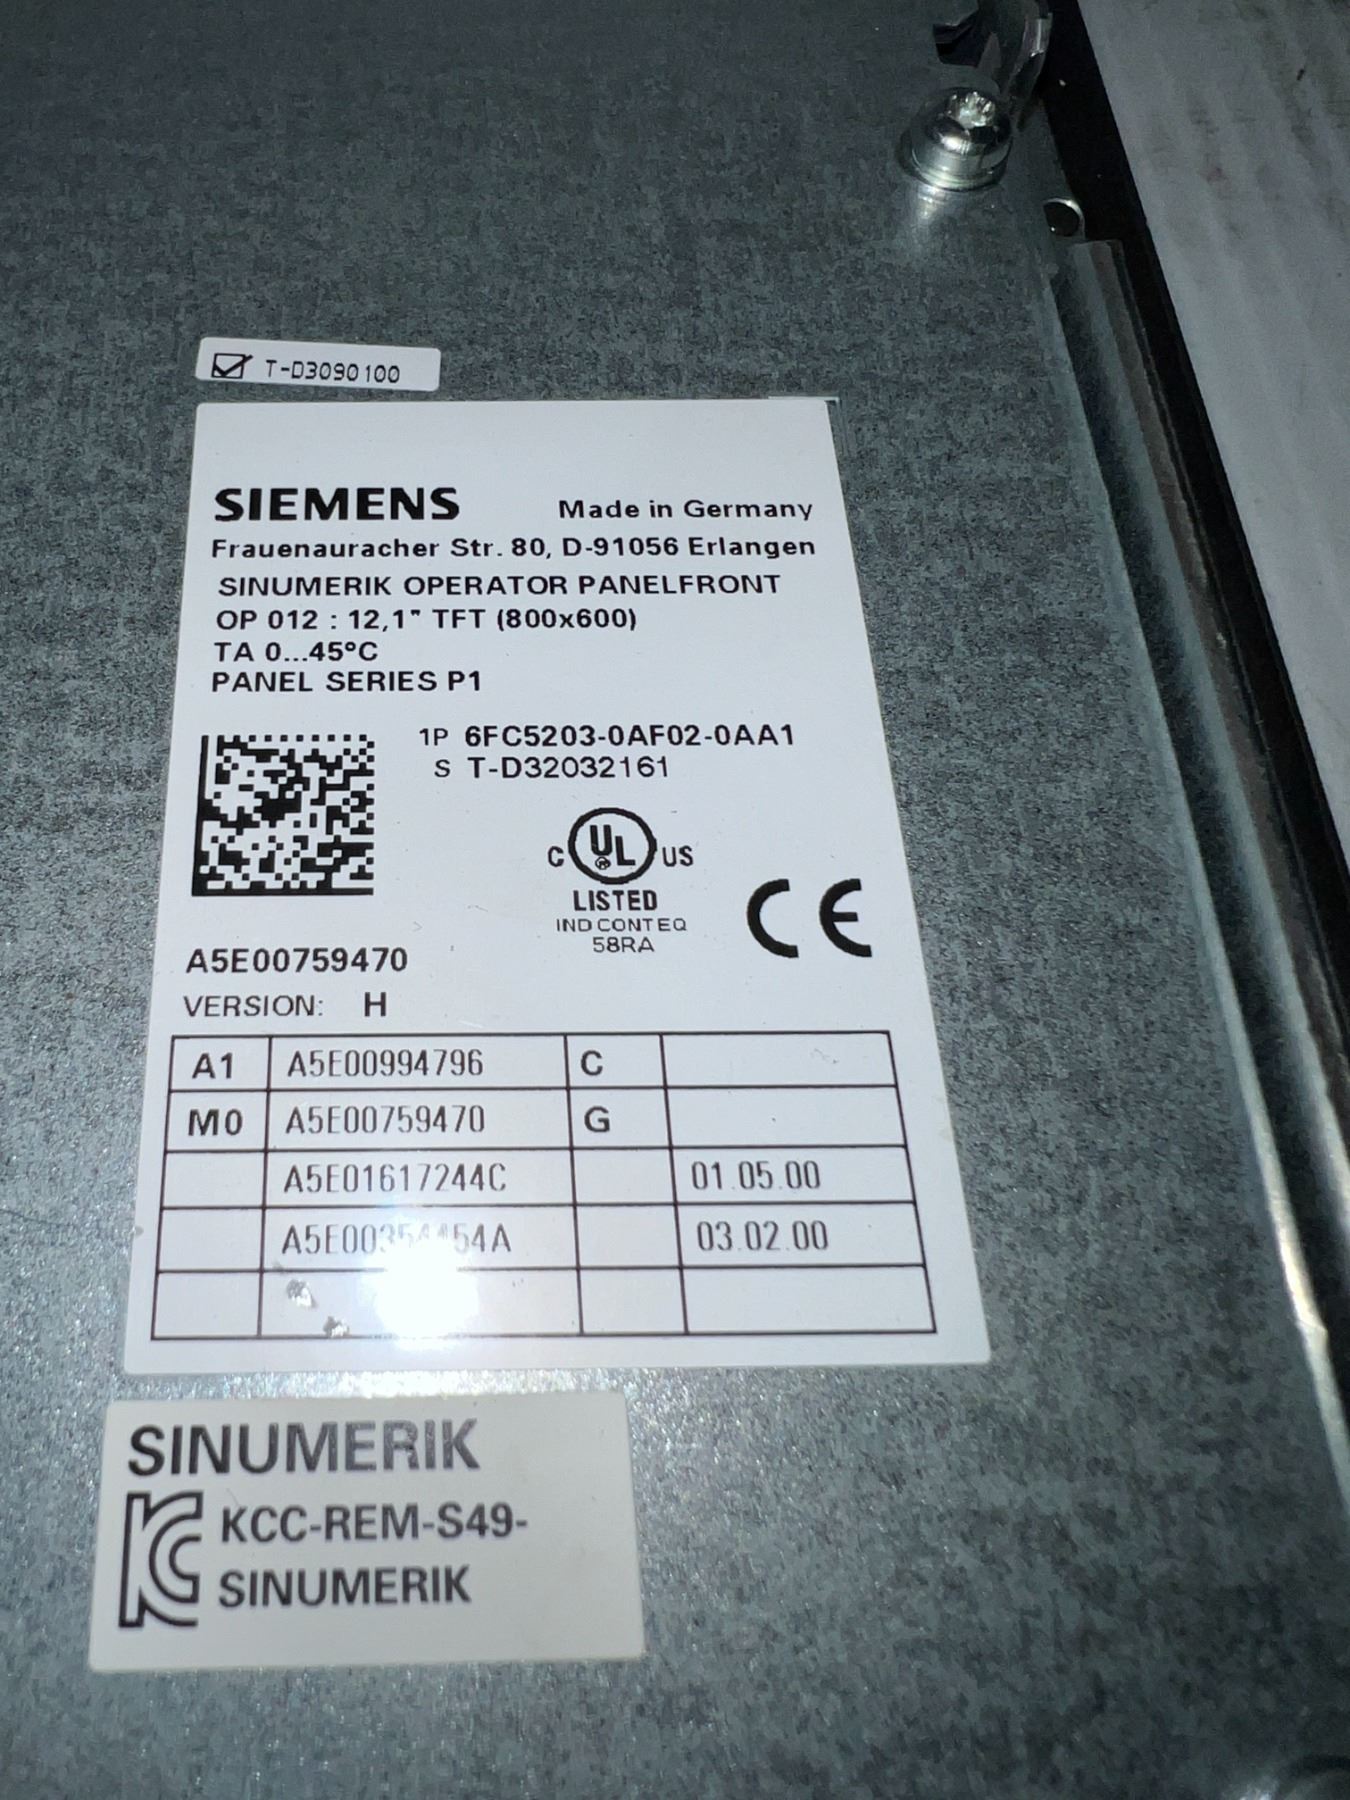 T-D3090100
SIEMENS Made in Germany
Frauenauracher Str. 80, D-91056 Erlangen
SINUMERIK OPERATOR PANELFRONT
OP 012 : 12,1" TFT (800x600)
TA 0...45°C
PANEL SERIES P1
1P 6FC5203-0AF02-0AA1
S T-D32032161
C UL ® US
LISTED
IND CONT EQ
58RA
CE
A5E00759470
VERSION: H
A1 A5E00994796 C
M0 A5E00759470 G
A5E01617244C 01.05.00
03.02.00
SINUMERIK
KCC-REM-S49-
SINUMERIK